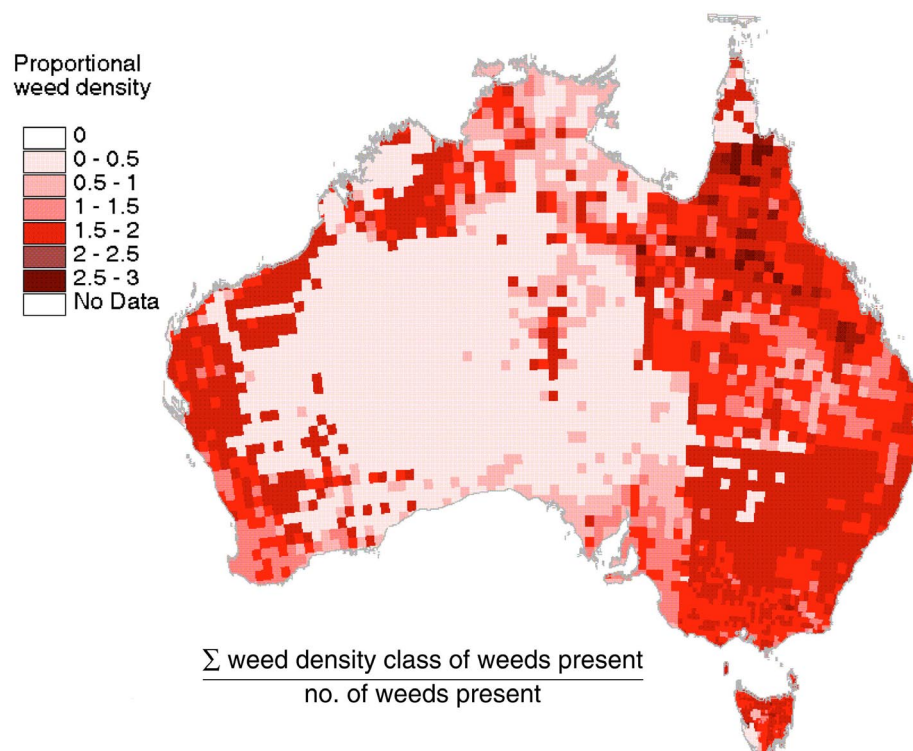 Proportional
weed density
0
0 - 0.5
0.5 - 1
1 - 1.5
1.5 - 2
2 - 2.5
2.5 - 3
No Data
Σ weed density class of weeds present
no. of weeds present